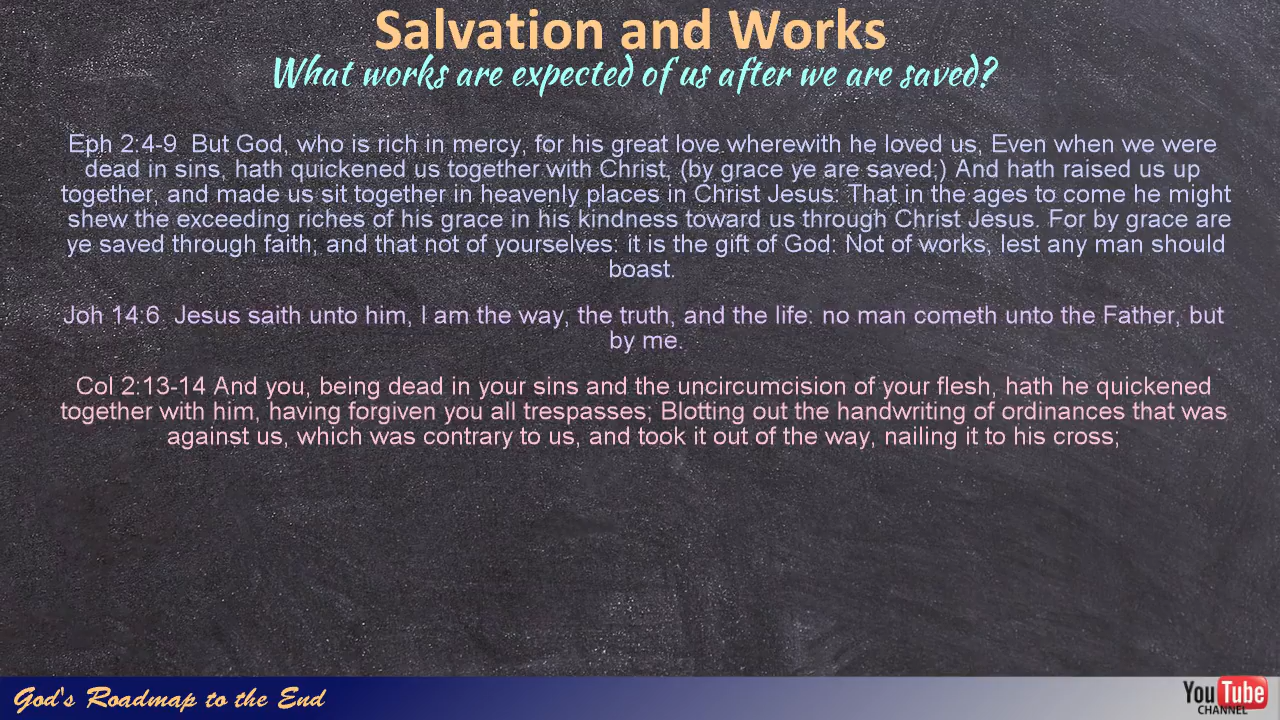 Salvation and Works
What works are expected of us after we are saved?
Eph 2:4-9  But God, who is rich in mercy, for his great love wherewith he loved us, Even when we were
dead in sins, hath quickened us together with Christ, (by grace ye are saved;) And hath raised us up
together, and made us sit together in heavenly places in Christ Jesus: That in the ages to come he might
shew the exceeding riches of his grace in his kindness toward us through Christ Jesus. For by grace are
ye saved through faith; and that not of yourselves: it is the gift of God: Not of works, lest any man should
boast.
Joh 14:6  Jesus saith unto him, I am the way, the truth, and the life: no man cometh unto the Father, but
by me.
Col 2:13-14 And you, being dead in your sins and the uncircumcision of your flesh, hath he quickened
together with him, having forgiven you all trespasses; Blotting out the handwriting of ordinances that was
against us, which was contrary to us, and took it out of the way, nailing it to his cross;
God's Roadmap to the End
YouTube
CHANNEL